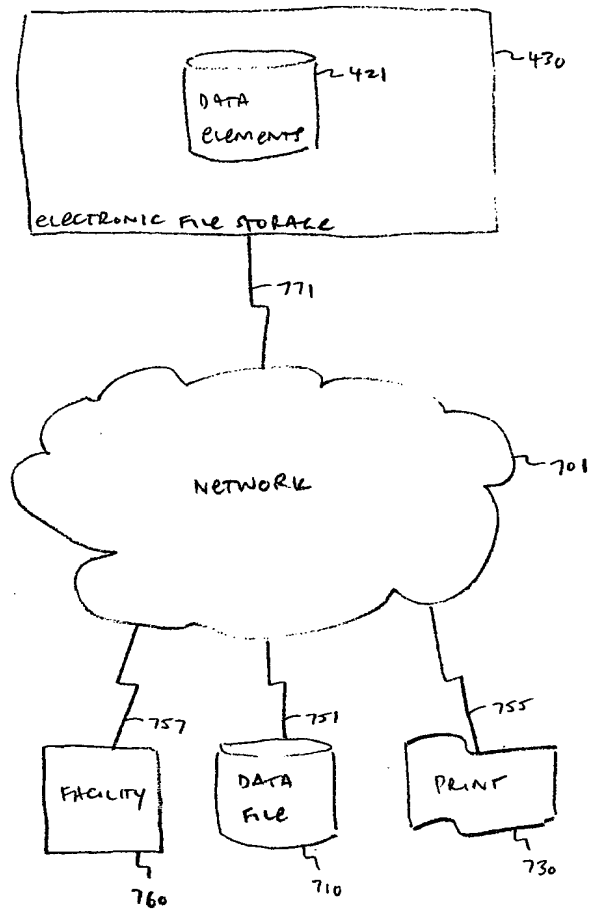 430
421
DATA
ELEMENTS
ELECTRONIC FILE STORAGE
771
701
NETWORK
757
751
755
FACILITY
DATA
FILE
PRINT
760
710
730